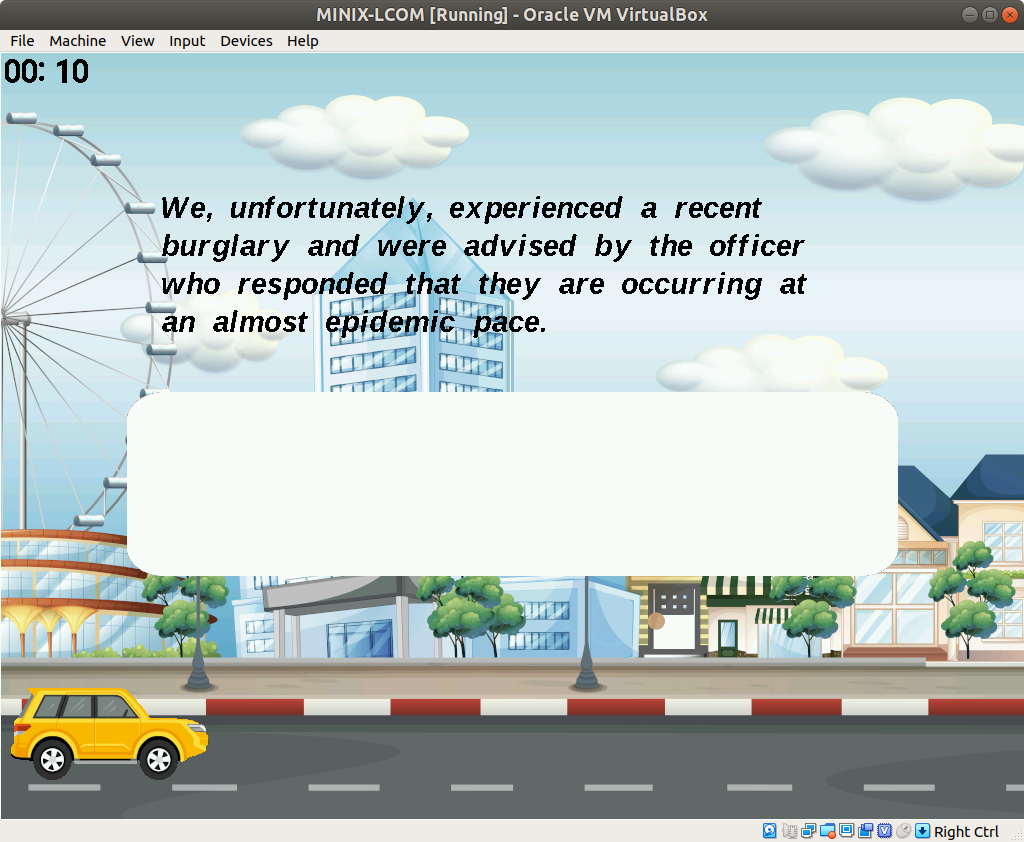 MINIX-LCOM [Running] - Oracle VM VirtualBox
File Machine View Input Devices Help
00: 10
We, unfortunately, experienced a recent
burglary and were advised by the officer
who responded that they are occurring at
an almost epidemic pace.
Right Ctrl